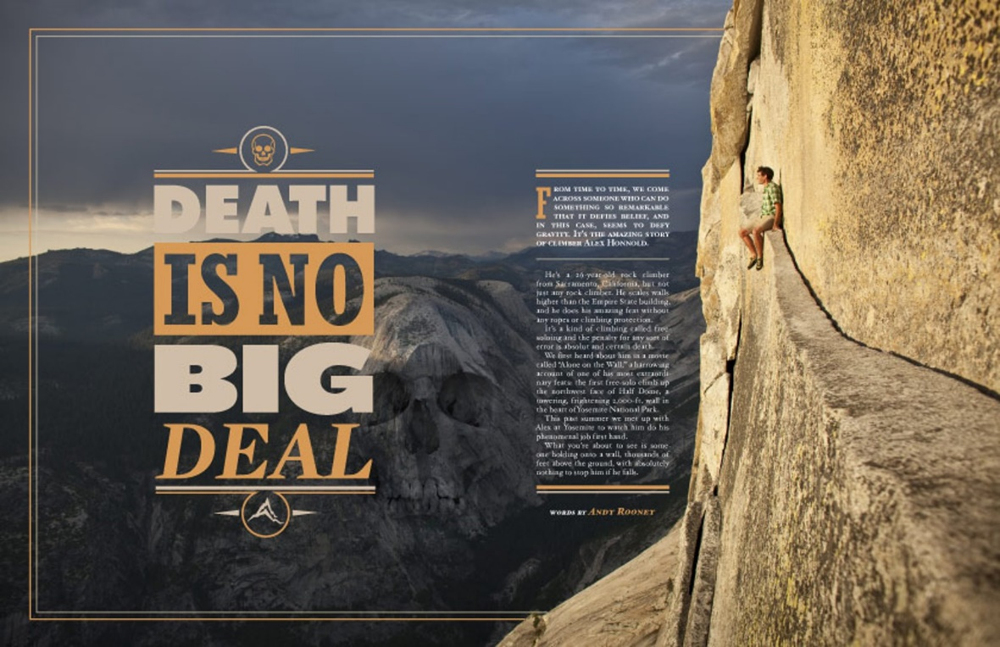 DEATH
IS NO
BIG
DEAL
FROM TIME TO TIME, WE COME
ACROSS SOMEONE WHO CAN DO
SOMETHING SO REMARKABLE
THAT IT DEFIES BELIEF, AND
IN THIS CASE, SEEMS TO DEFY
GRAVITY. IT'S THE AMAZING STORY
OF CLIMBER ALEX HONNOLD.
He's a 26-year-old rock climber
from Sacramento, California, but not
just any rock climber. He scales walls
higher than the Empire State building,
and he does his amazing feat without
any ropes or climbing protection.
It's a kind of climbing called free
soloing and the penalty for any sort of
error is absolut and certain death.
We first heard about him in a movie
called "Alone on the Wall," a harrowing
account of one of his most extraordi
nary feats: the first free-solo climb up
the northwest face of Half Dome, a
towering, frightening 2,000-ft. wall in
the heart of Yosemite National Park.
This past summer we met up with
Alex at Yosemite to watch him do his
phenomenal job first hand.
What you're about to see is some
one holding onto a wall, thousands of
feet above the ground, with absolutely
nothing to stop him if he falls.
WORDS BY ANDY ROONEY